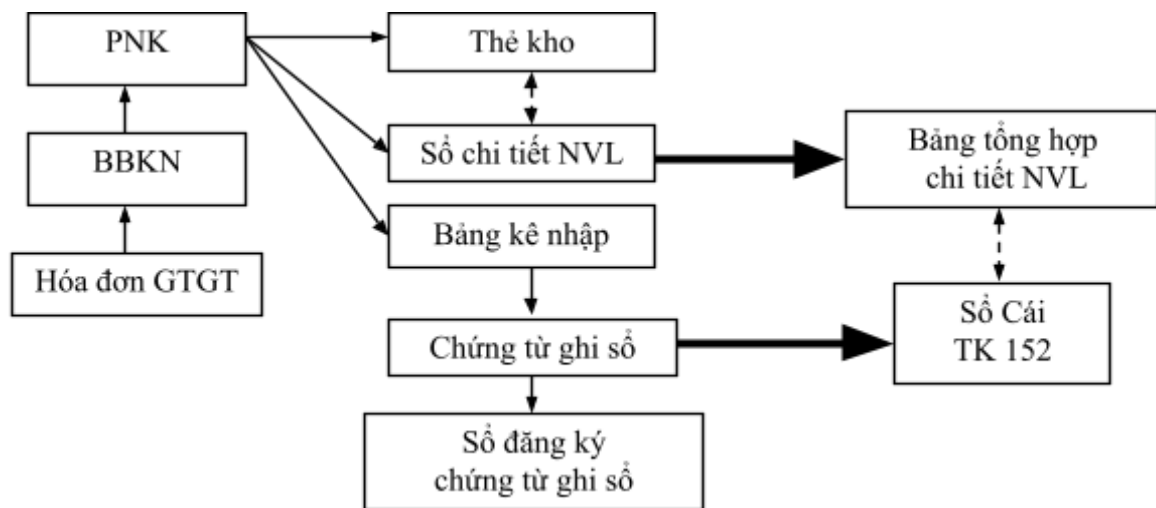 PNK
Thẻ kho
BBKN
Sổ chi tiết NVL
Bảng tổng hợp
chi tiết NVL
Bảng kê nhập
Hóa đơn GTGT
Chứng từ ghi sổ
Sổ Cái
TK 152
Sổ đăng ký
chứng từ ghi sổ